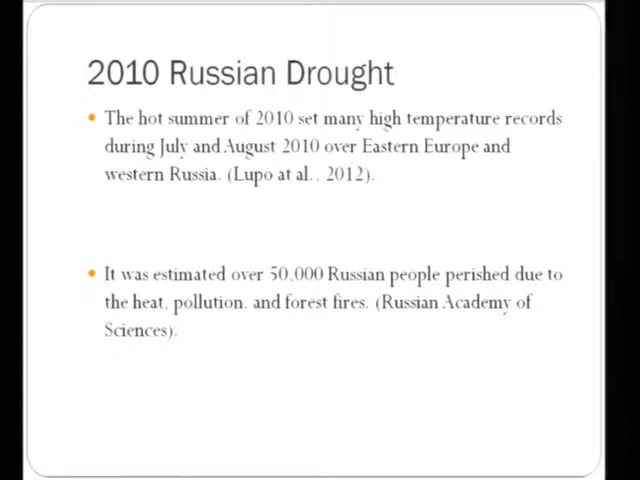 2010 Russian Drought
• The hot summer of 2010 set many high temperature records
during July and August 2010 over Eastern Europe and
western Russia. (Lupo at al., 2012).
• It was estimated over 50,000 Russian people perished due to
the heat, pollution, and forest fires. (Russian Academy of
Sciences).